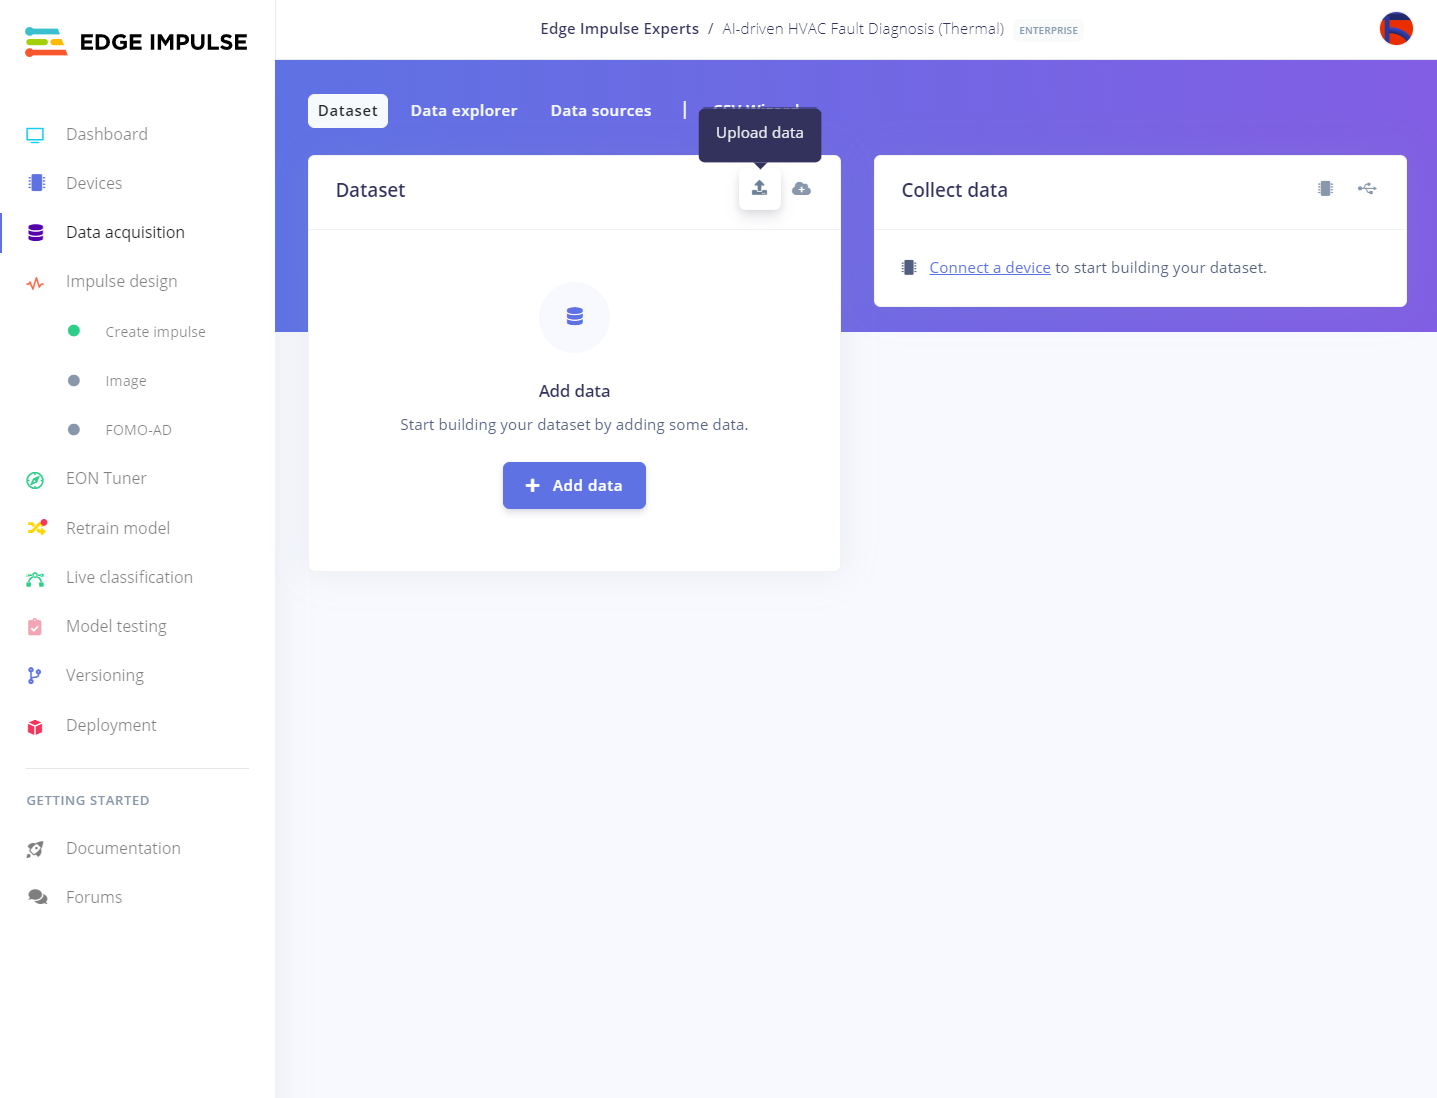 EDGE IMPULSE
Edge Impulse Experts / AI-driven HVAC Fault Diagnosis (Thermal) ENTERPRISE
Dashboard
Devices
Data acquisition
Impulse design
Create impulse
Image
FOMO-AD
EON Tuner
Retrain model
Live classification
Model testing
Versioning
Deployment
GETTING STARTED
Documentation
Forums
Dataset Data explorer Data sources | CSV Wizard
Upload data
Dataset
Add data
Start building your dataset by adding some data.
+ Add data
Collect data
Connect a device to start building your dataset.